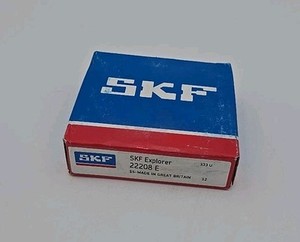 SKF
SKF
SKF Explorer
22208 E
MADE IN GREAT BRITAIN